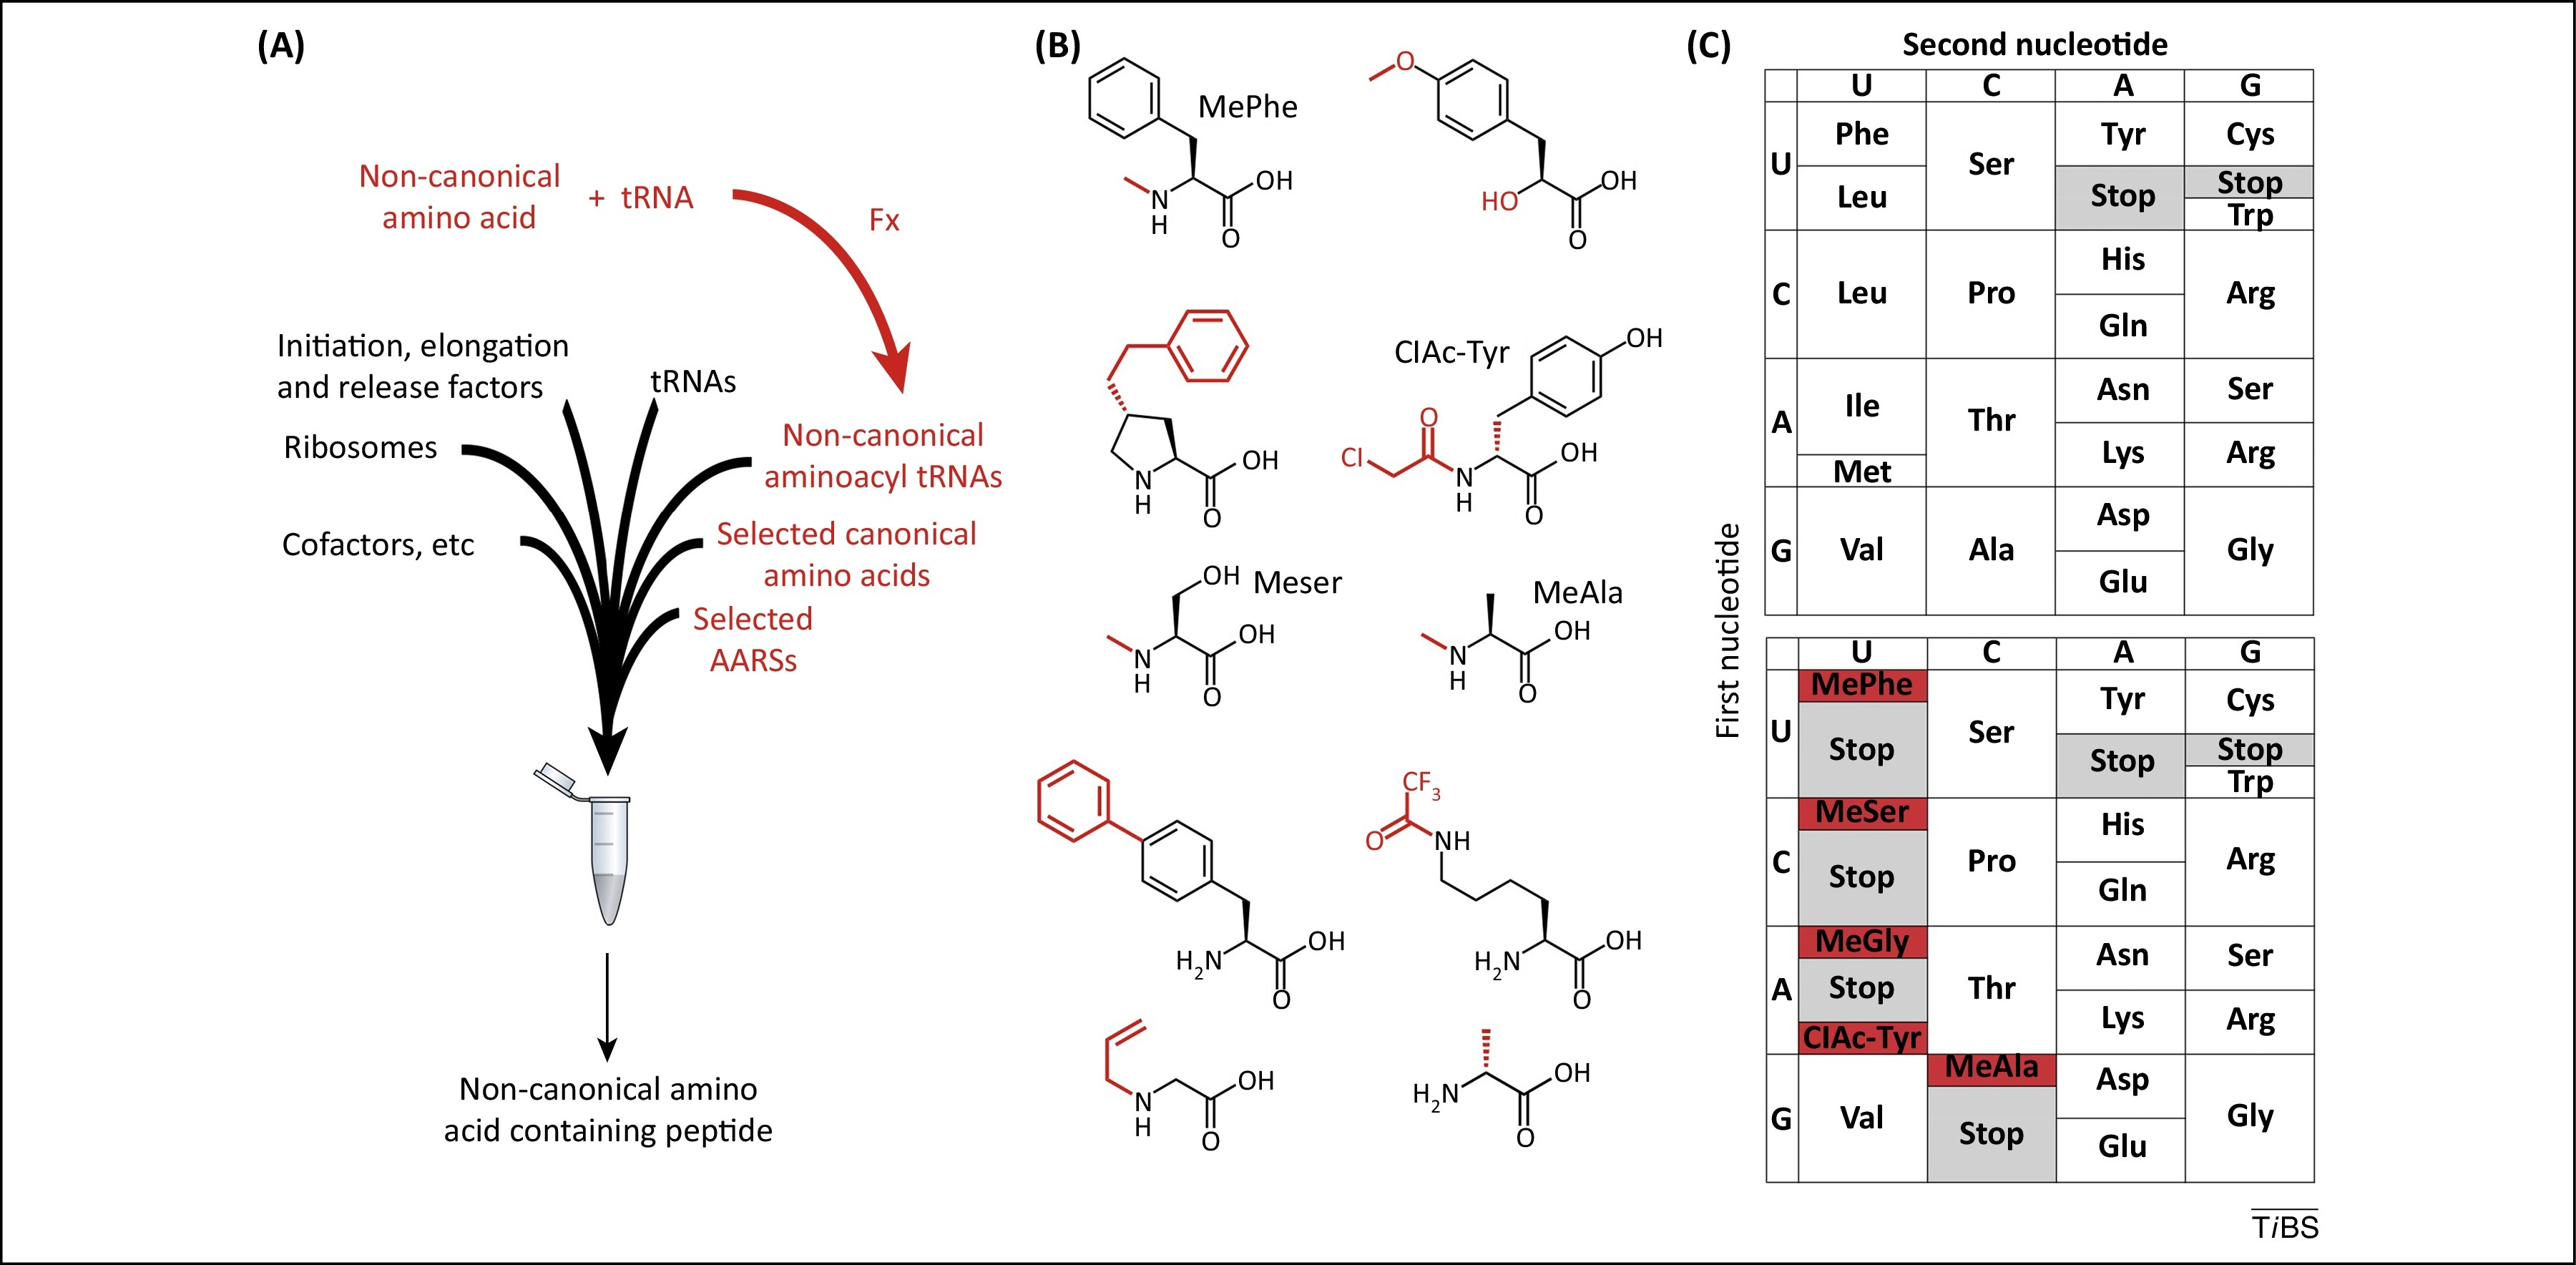 (A)
Non-canonical
amino acid
+ tRNA
Fx
Initiation, elongation
and release factors
tRNAs
Ribosomes
Non-canonical
aminoacyl tRNAs
Cofactors, etc
Selected canonical
amino acids
Selected
AARSs
Non-canonical amino
acid containing peptide
(B)
MePhe
N
H
OH
O
O
HO
OH
O
N
H
OH
O
ClAc-Tyr
OH
O
Cl
N
H
OH
O
OH
Meser
N
H
OH
O
MeAla
N
H
OH
O
H2N
OH
O
CF3
O
NH
H2N
OH
O
N
H
OH
O
H2N
OH
O
(C)
Second nucleotide
First nucleotide
U C A G
U
Phe
Leu
Ser
Tyr
Stop
Cys
Stop
Trp
C
Leu
Pro
His
Gln
Arg
A
Ile
Met
Thr
Asn
Lys
Ser
Arg
G
Val
Ala
Asp
Glu
Gly
U C A G
U
MePhe
Stop
Ser
Tyr
Stop
Cys
Stop
Trp
C
MeSer
Stop
Pro
His
Gln
Arg
A
MeGly
Stop
ClAc-Tyr
Thr
Asn
Lys
Ser
Arg
G
Val
MeAla
Stop
Asp
Glu
Gly
TiBS